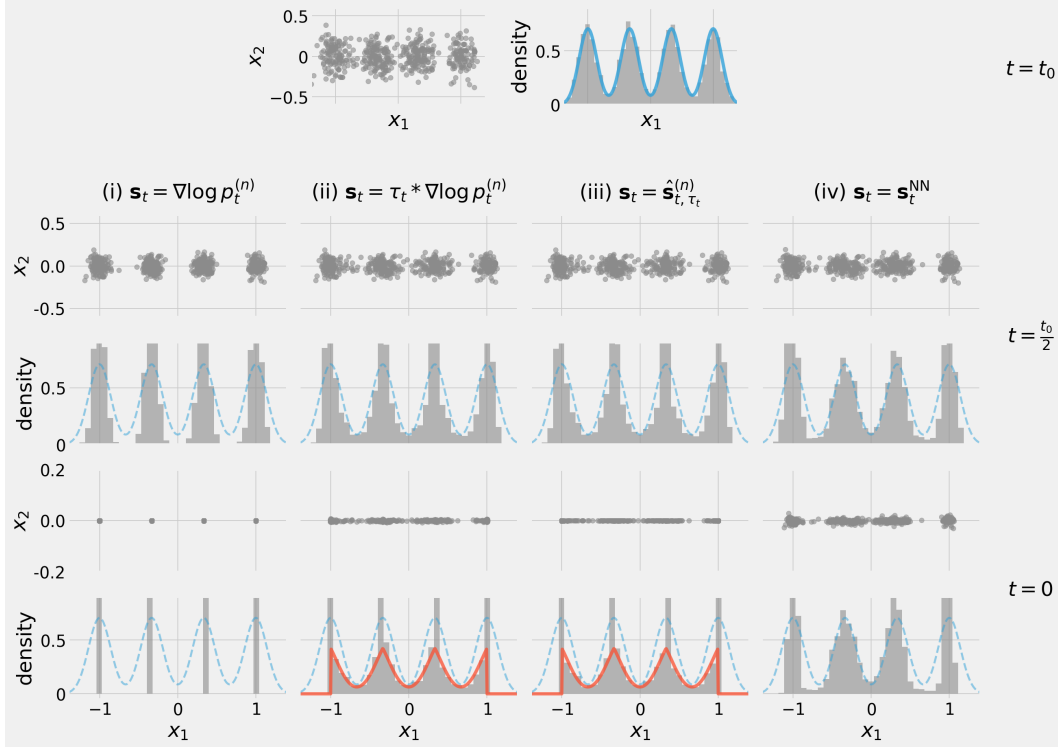 0.5
x₂
0
−0.5
x₁
density
0.5
0
x₁
t = t₀
(i) sₜ = ∇log pₜ⁽ⁿ⁾
(ii) sₜ = τₜ * ∇log pₜ⁽ⁿ⁾
(iii) sₜ = ŝ⁽ⁿ⁾ₜ,τₜ
(iv) sₜ = sₜᴺᴺ
0.5
x₂
0.0
-0.5
density
0.5
0
t = t₀/2
0.2
x₂
0.0
−0.2
density
0.5
0
t = 0
−1 0 1
x₁
−1 0 1
x₁
−1 0 1
x₁
−1 0 1
x₁